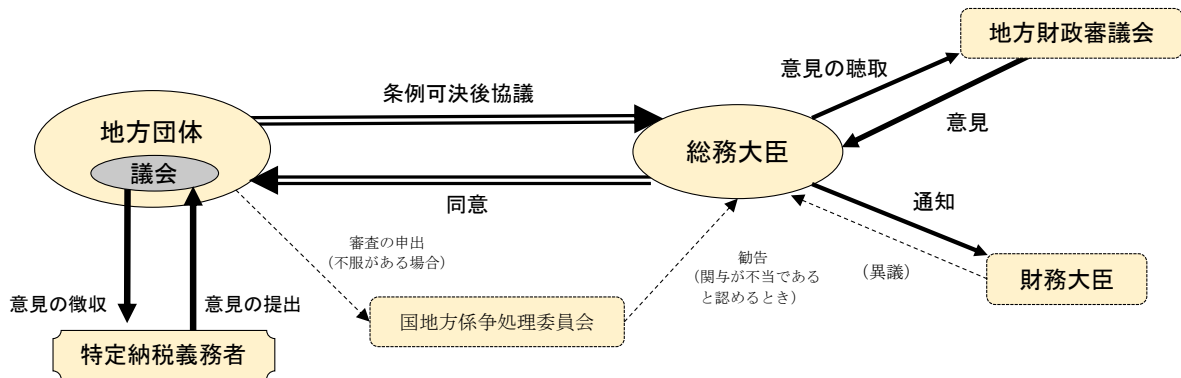 地方財政審議会
意見の聴取
条例可決後協議
意見
地方団体
総務大臣
議会
同意
通知
審査の申出
(不服がある場合)
勧告
(関与が不当である
と認めるとき)
(異議)
財務大臣
意見の徴収
意見の提出
国地方係争処理委員会
特定納税義務者